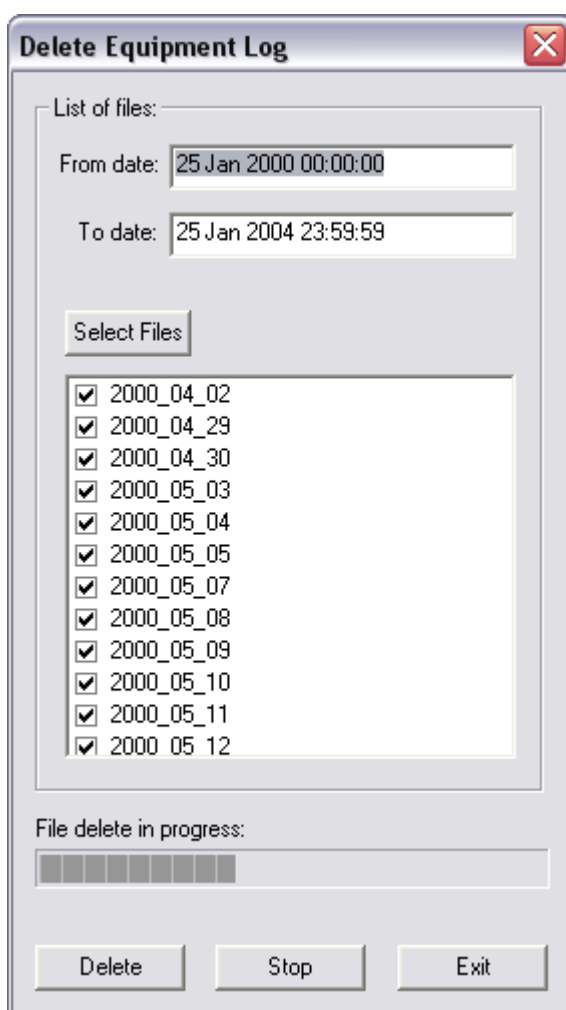 Delete Equipment Log
List of files:
From date: 25 Jan 2000 00:00:00
To date: 25 Jan 2004 23:59:59
Select Files
2000_04_02
2000_04_29
2000_04_30
2000_05_03
2000_05_04
2000_05_05
2000_05_07
2000_05_08
2000_05_09
2000_05_10
2000_05_11
2000_05_12
File delete in progress:
Delete Stop Exit